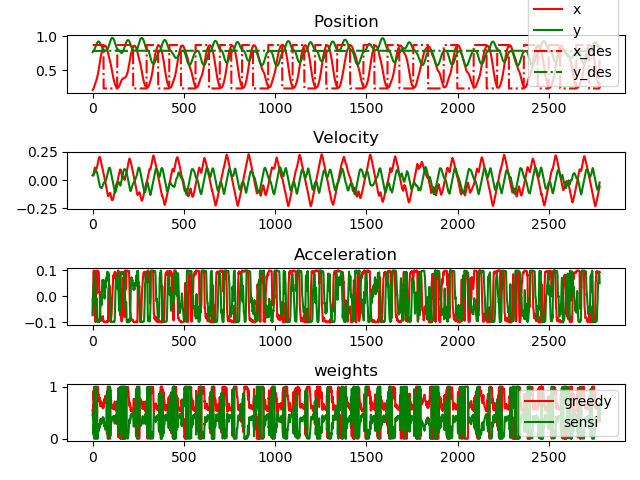 Position
x
y
x_des
y_des
1.0
0.5
0 500 1000 1500 2000 2500
Velocity
0.25
0.00
−0.25
0 500 1000 1500 2000 2500
Acceleration
0.1
0.0
−0.1
0 500 1000 1500 2000 2500
weights
1
0
greedy
sensi
0 500 1000 1500 2000 2500